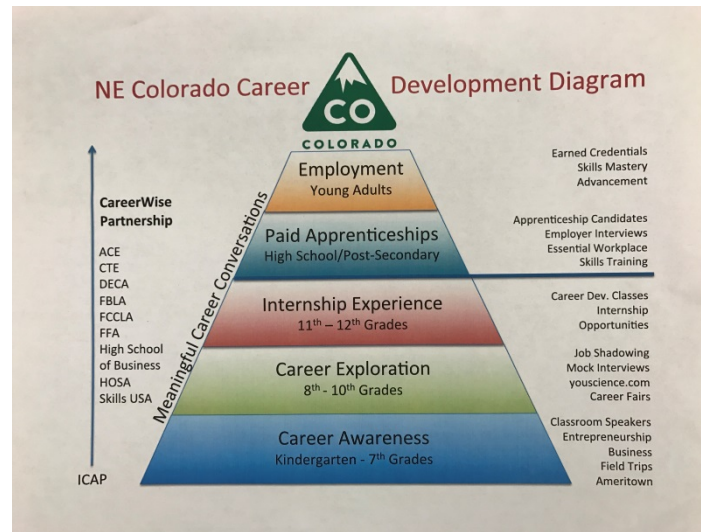 NE Colorado Career Development Diagram
CO
COLORADO
Employment
Young Adults
Earned Credentials
Skills Mastery
Advancement
Paid Apprenticeships
High School/Post-Secondary
Apprenticeship Candidates
Employer Interviews
Essential Workplace
Skills Training
Internship Experience
11th – 12th Grades
Career Dev. Classes
Internship
Opportunities
Career Exploration
8th - 10th Grades
Job Shadowing
Mock Interviews
youscience.com
Career Fairs
Career Awareness
Kindergarten - 7th Grades
Classroom Speakers
Entrepreneurship
Business
Field Trips
Ameritown
Meaningful Career Conversations
CareerWise
Partnership
ACE
CTE
DECA
FBLA
FCCLA
FFA
High School
of Business
HOSA
Skills USA
ICAP